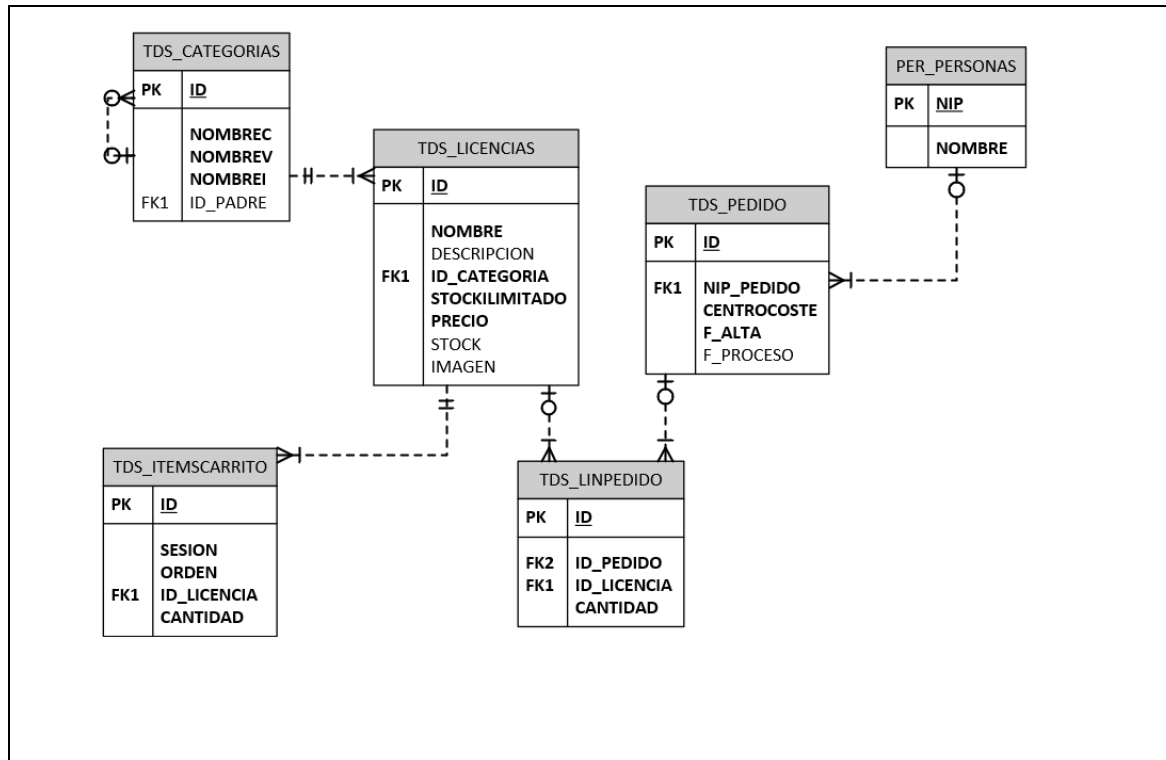 TDS_CATEGORIAS
PK ID
NOMBREC
NOMBREV
NOMBREI
FK1 ID_PADRE
TDS_LICENCIAS
PK ID
NOMBRE
DESCRIPCION
FK1 ID_CATEGORIA
STOCKILIMITADO
PRECIO
STOCK
IMAGEN
PER_PERSONAS
PK NIP
NOMBRE
TDS_PEDIDO
PK ID
FK1 NIP_PEDIDO
CENTROCOSTE
F_ALTA
F_PROCESO
TDS_ITEMSCARRITO
PK ID
SESION
ORDEN
FK1 ID_LICENCIA
CANTIDAD
TDS_LINPEDIDO
PK ID
FK2 ID_PEDIDO
FK1 ID_LICENCIA
CANTIDAD